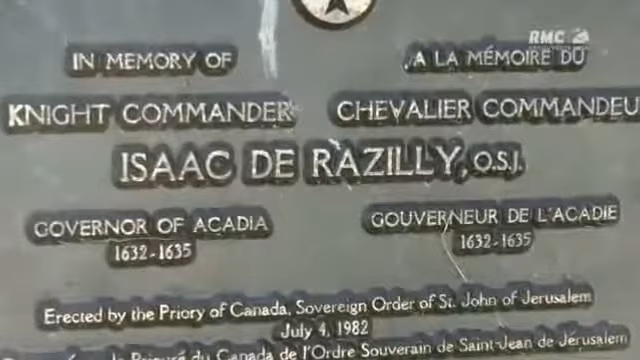 RMC
IN MEMORY OF
A LA MÉMOIRE DU
KNIGHT COMMANDER
CHEVALIER COMMANDEU
ISAAC DE RAZILLY, O.S.J.
GOVERNOR OF ACADIA
GOUVERNEUR DE L'ACADIE
1632-1635
1632-1635
Erected by the Priory of Canada, Sovereign Order of St. John of Jerusalem
July 4, 1982
Prieuré du Canada de l'Ordre Souverain de Saint-Jean de Jérusalem